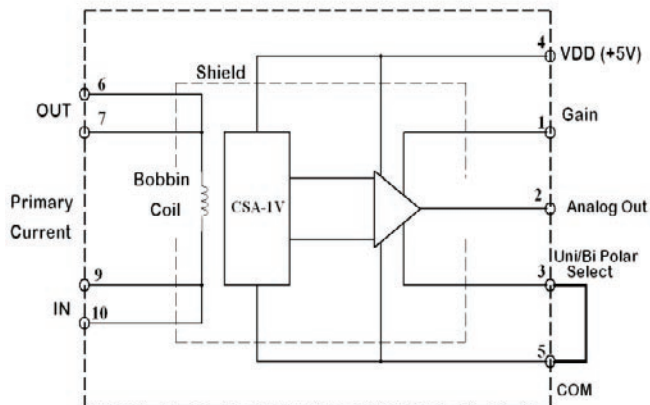 4
VDD (+5V)
6
Shield
OUT
7
1
Gain
Bobbin
Coil
CSA-1V
Primary
Current
2
Analog Out
9
3
Uni/Bi Polar
Select
IN
10
5
COM